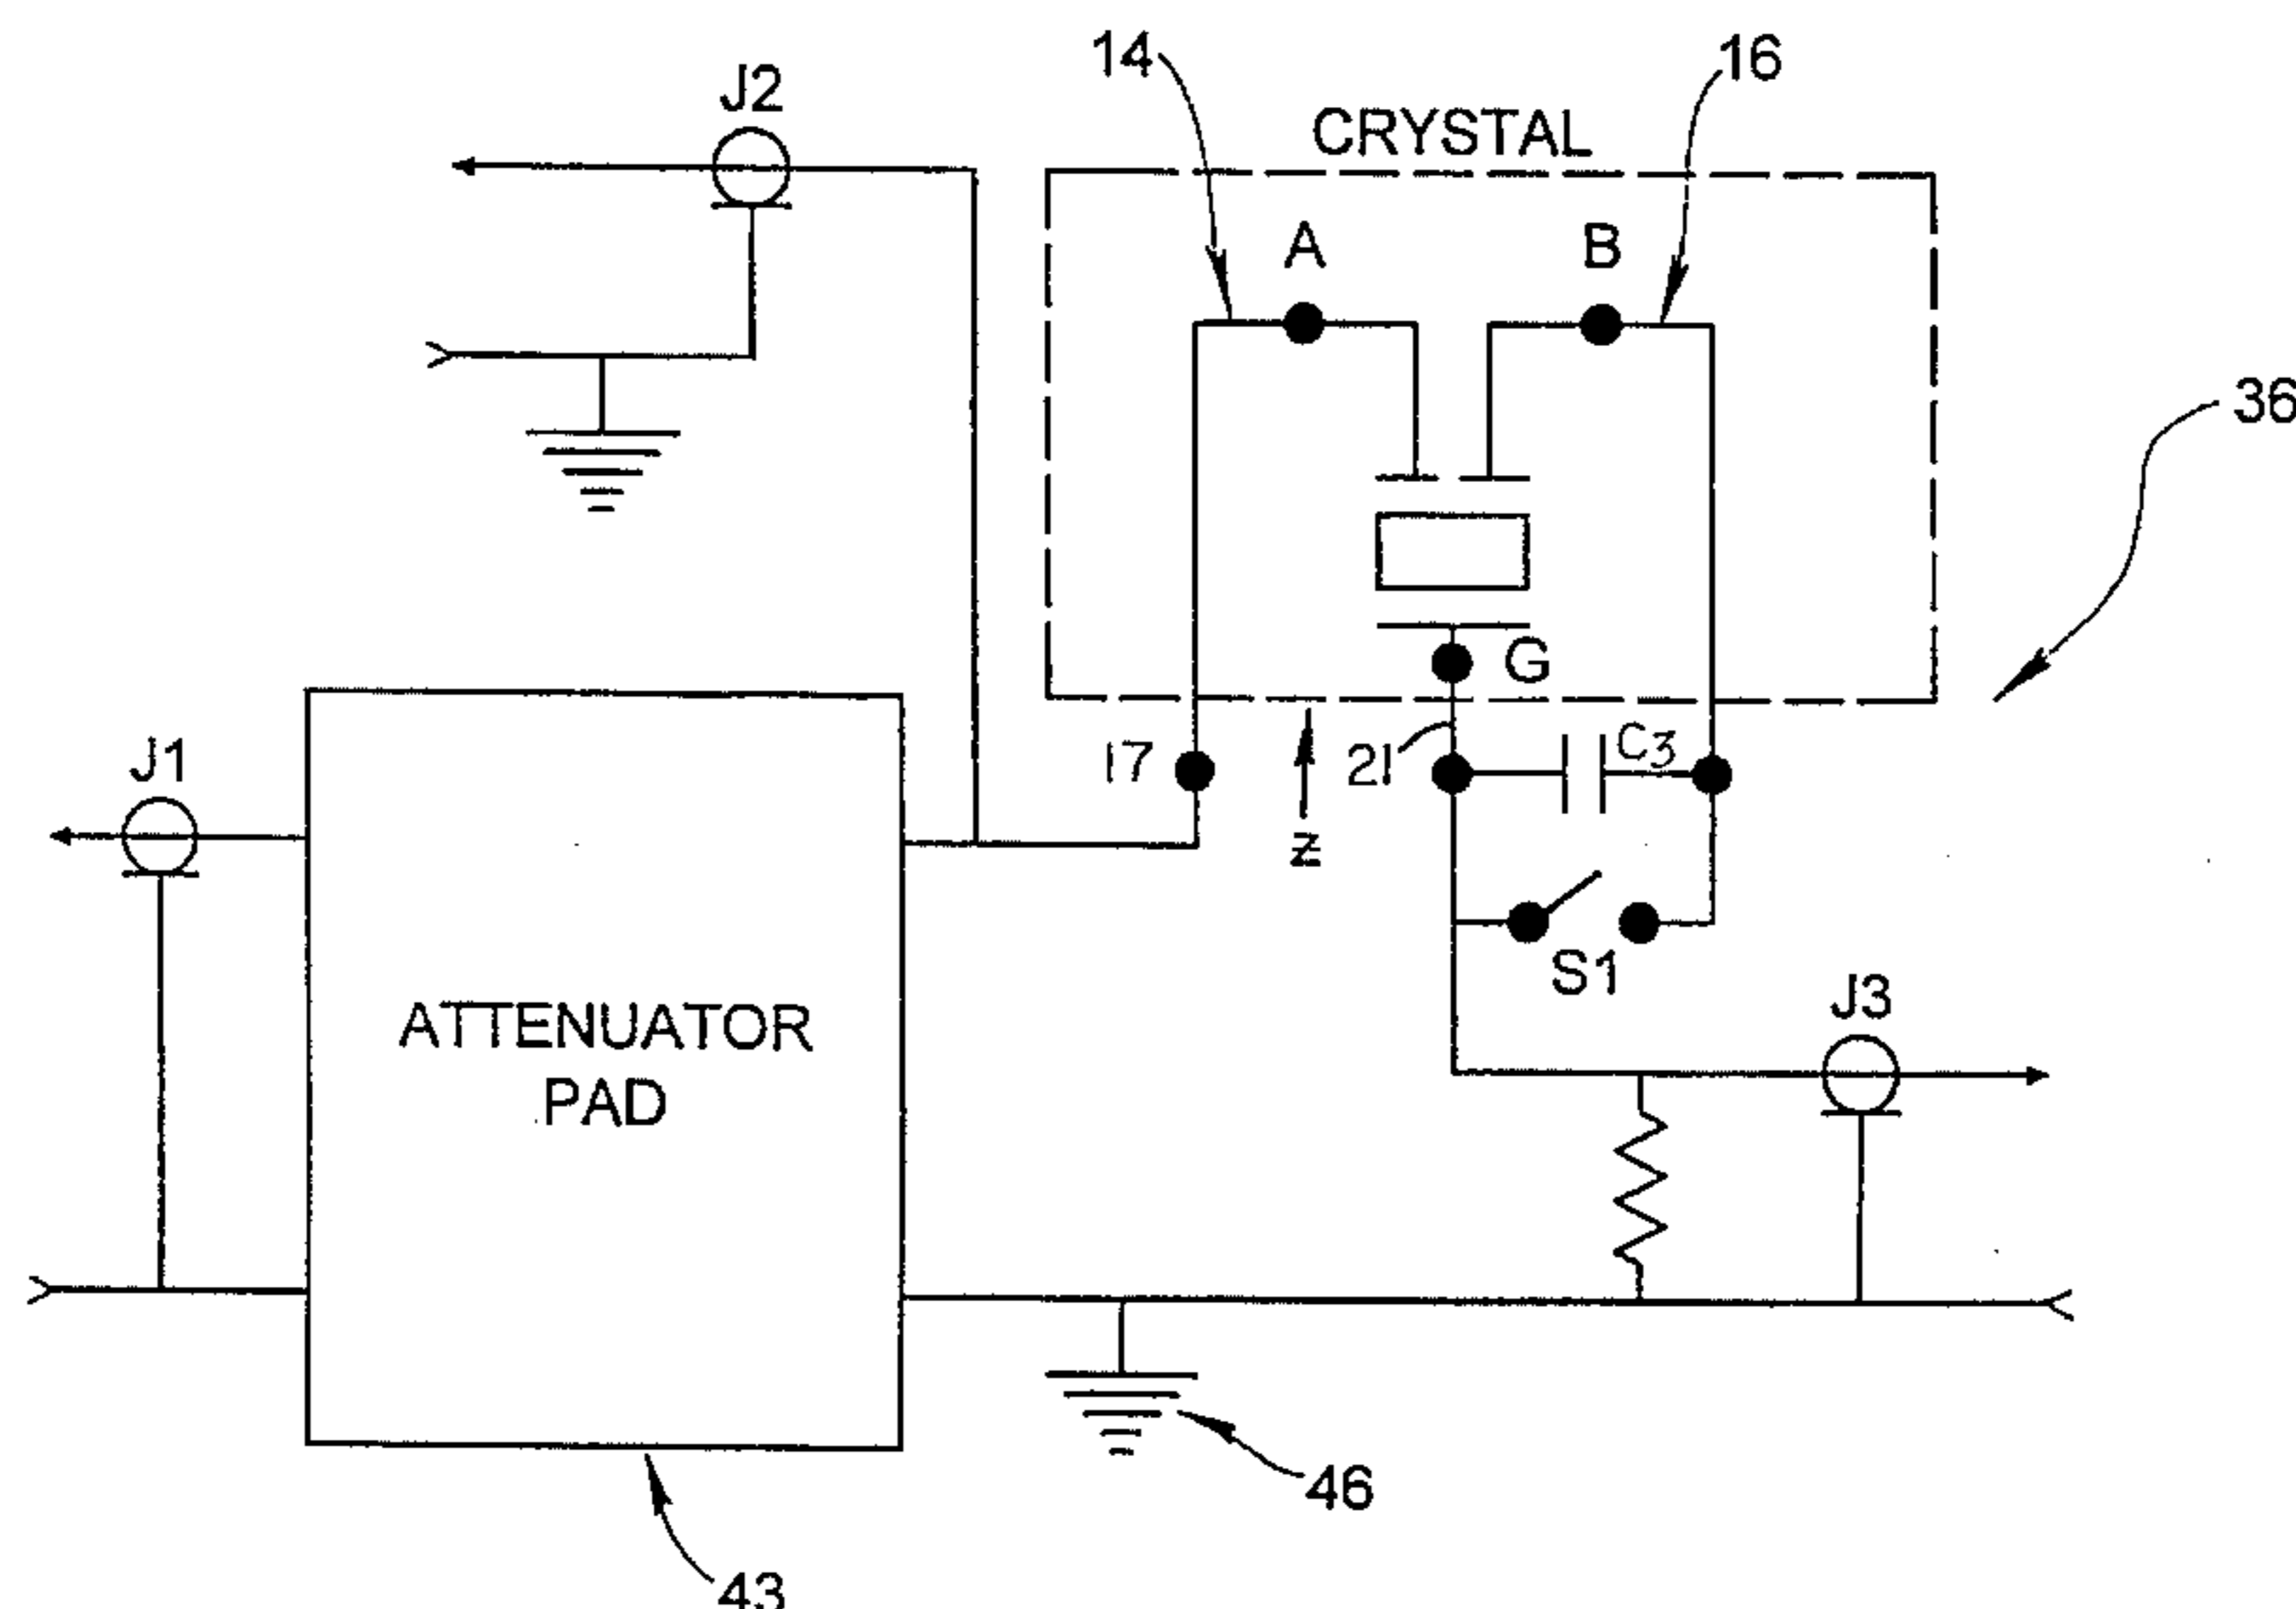 14
16
J2
CRYSTAL
A
B
36
G
17
21
C3
J1
Z
S1
J3
ATTENUATOR
PAD
46
43